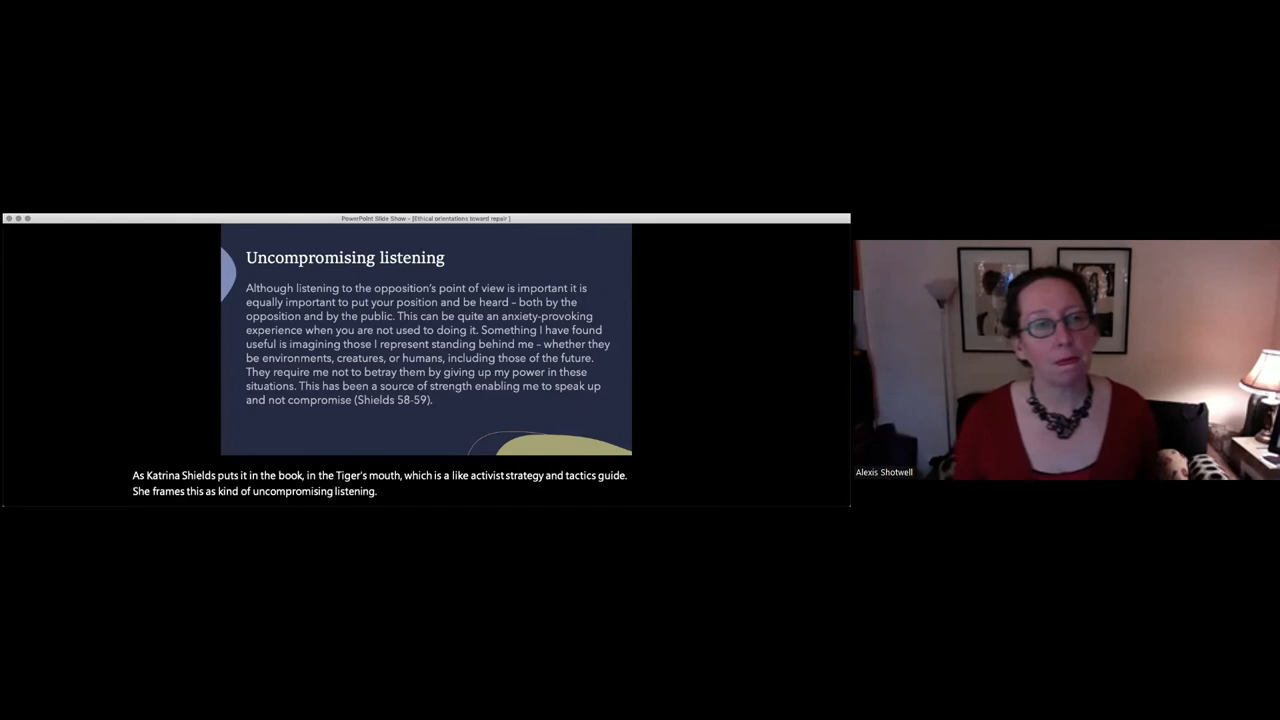 PowerPoint Slide Show - [Ethical orientations toward repair ]
Uncompromising listening
Although listening to the opposition's point of view is important it is
equally important to put your position and be heard – both by the
opposition and by the public. This can be quite an anxiety-provoking
experience when you are not used to doing it. Something I have found
useful is imagining those I represent standing behind me – whether they
be environments, creatures, or humans, including those of the future.
They require me not to betray them by giving up my power in these
situations. This has been a source of strength enabling me to speak up
and not compromise (Shields 58-59).
As Katrina Shields puts it in the book, in the Tiger's mouth, which is a like activist strategy and tactics guide.
She frames this as kind of uncompromising listening.
Alexis Shotwell